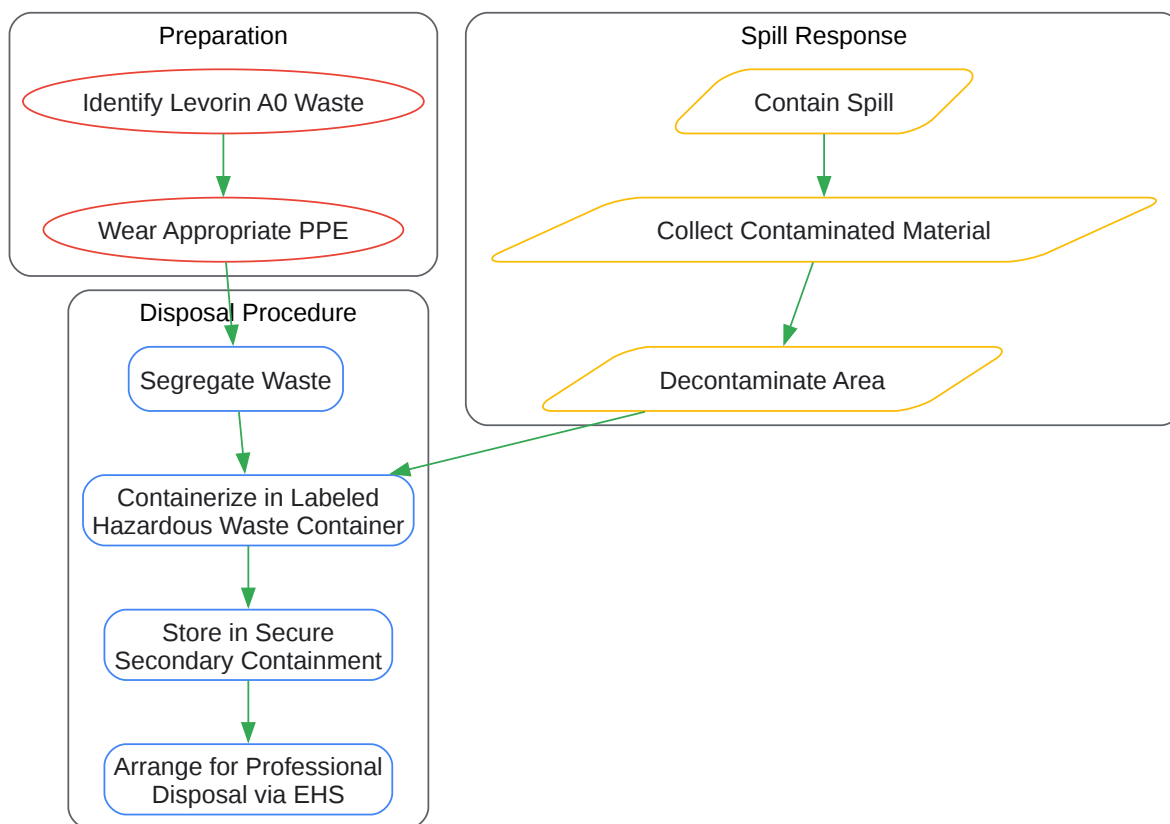 Preparation
Identify Levorin A0 Waste
Wear Appropriate PPE
Spill Response
Contain Spill
Collect Contaminated Material
Decontaminate Area
Disposal Procedure
Segregate Waste
Containerize in Labeled
Hazardous Waste Container
Store in Secure
Secondary Containment
Arrange for Professional
Disposal via EHS